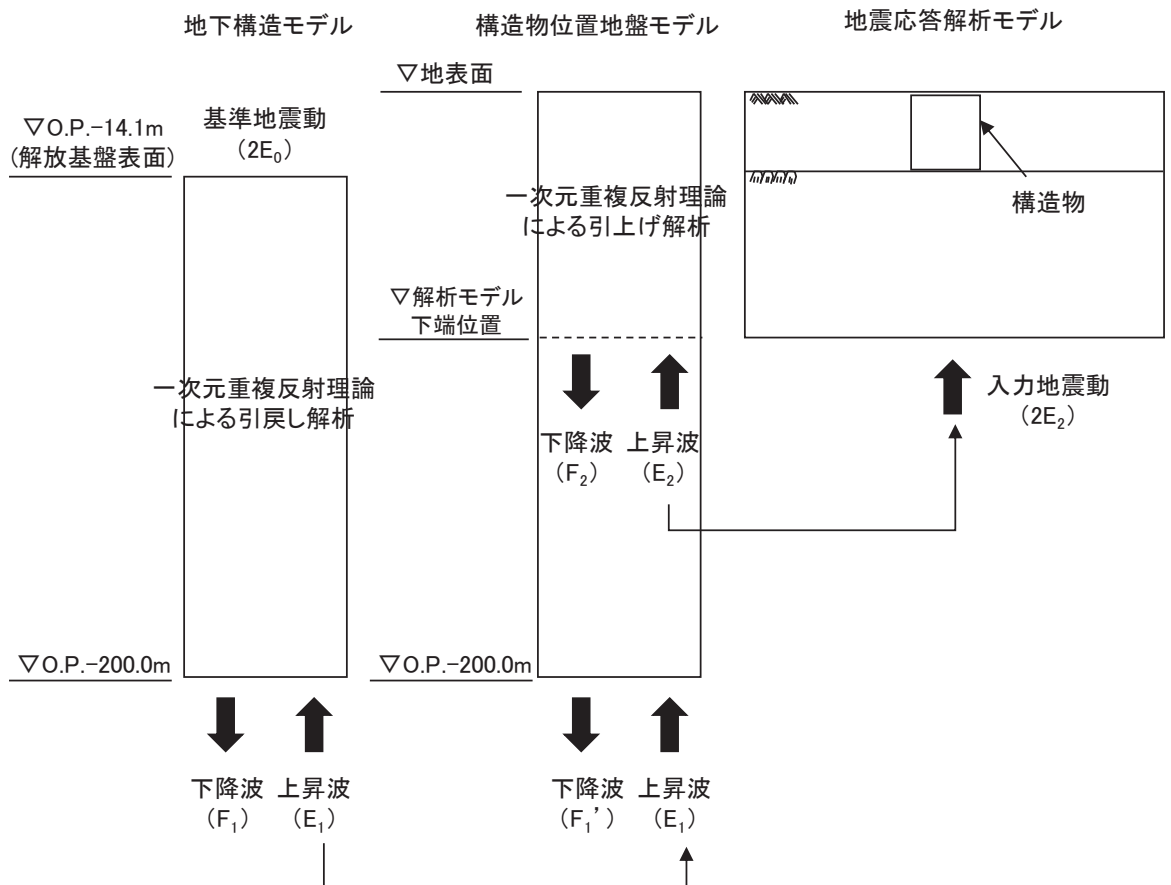 地下構造モデル
▽O.P.-14.1m
(解放基盤表面)
基準地震動
(2E₀)
一次元重複反射理論
による引戻し解析
▽O.P.-200.0m
下降波
(F₁)
上昇波
(E₁)
構造物位置地盤モデル
▽地表面
一次元重複反射理論
による引上げ解析
▽解析モデル
下端位置
下降波
(F₂)
上昇波
(E₂)
▽O.P.-200.0m
下降波
(F₁’)
上昇波
(E₁)
地震応答解析モデル
構造物
入力地震動
(2E₂)